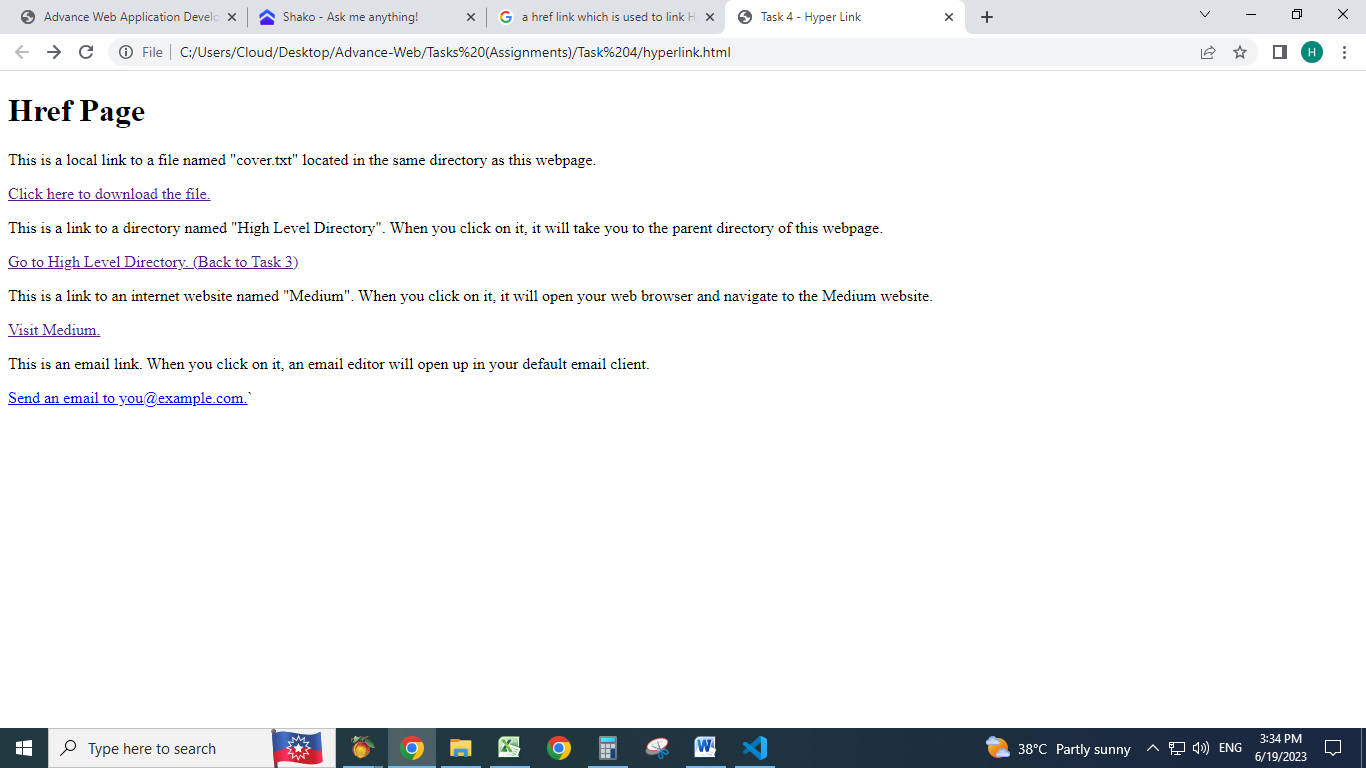 Advance Web Application Develo
Shako - Ask me anything!
a href link which is used to link H
Task 4 - Hyper Link
File
C:/Users/Cloud/Desktop/Advance-Web/Tasks%20(Assignments)/Task%204/hyperlink.html
H
Href Page
This is a local link to a file named "cover.txt" located in the same directory as this webpage.
Click here to download the file.
This is a link to a directory named "High Level Directory". When you click on it, it will take you to the parent directory of this webpage.
Go to High Level Directory. (Back to Task 3)
This is a link to an internet website named "Medium". When you click on it, it will open your web browser and navigate to the Medium website.
Visit Medium.
This is an email link. When you click on it, an email editor will open up in your default email client.
Send an email to you@example.com.`
Type here to search
38°C Partly sunny
ENG
3:34 PM
6/19/2023